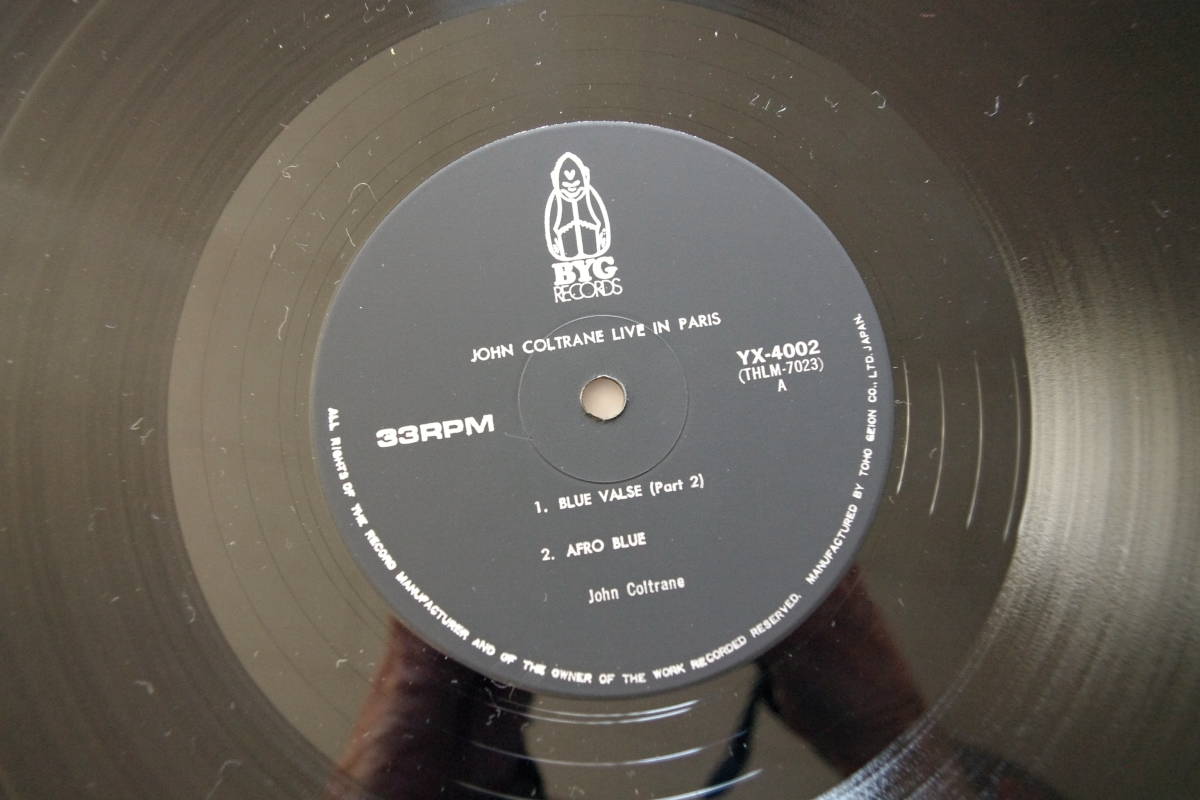 BYG
RECORDS
JOHN COLTRANE LIVE IN PARIS
YX-4002
(THLM-7023)
A
33RPM
1. BLUE VALSE (Part 2)
2. AFRO BLUE
John Coltrane
ALL RIGHTS OF THE RECORD MANUFACTURER AND OF THE OWNER OF THE WORK RECORDED RESERVED. MANUFACTURED BY TOHO GEION CO., LTD. JAPAN.